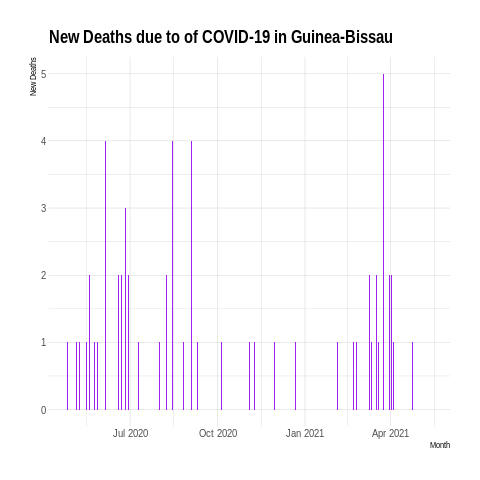 New Deaths due to of COVID-19 in Guinea-Bissau
New Deaths
5
4
3
2
1
0
Jul 2020
Oct 2020
Jan 2021
Apr 2021
Month